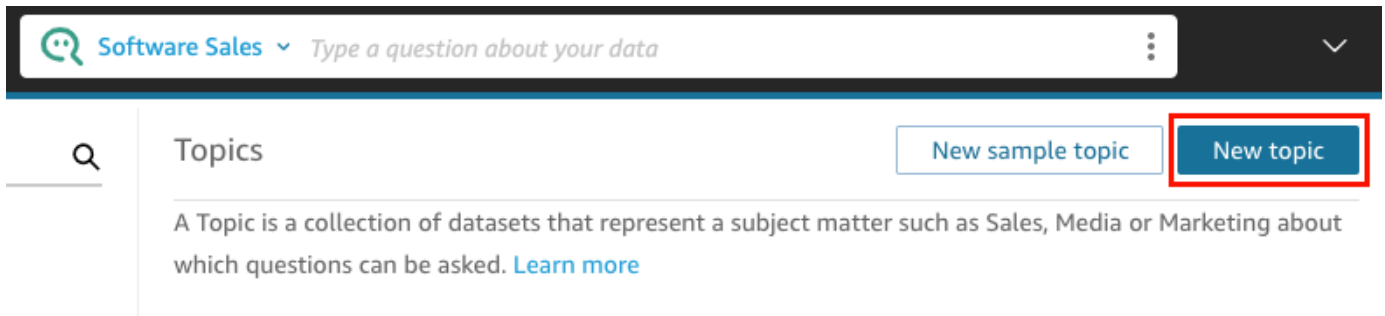 Software Sales Type a question about your data
Topics New sample topic New topic
A Topic is a collection of datasets that represent a subject matter such as Sales, Media or Marketing about
which questions can be asked. Learn more